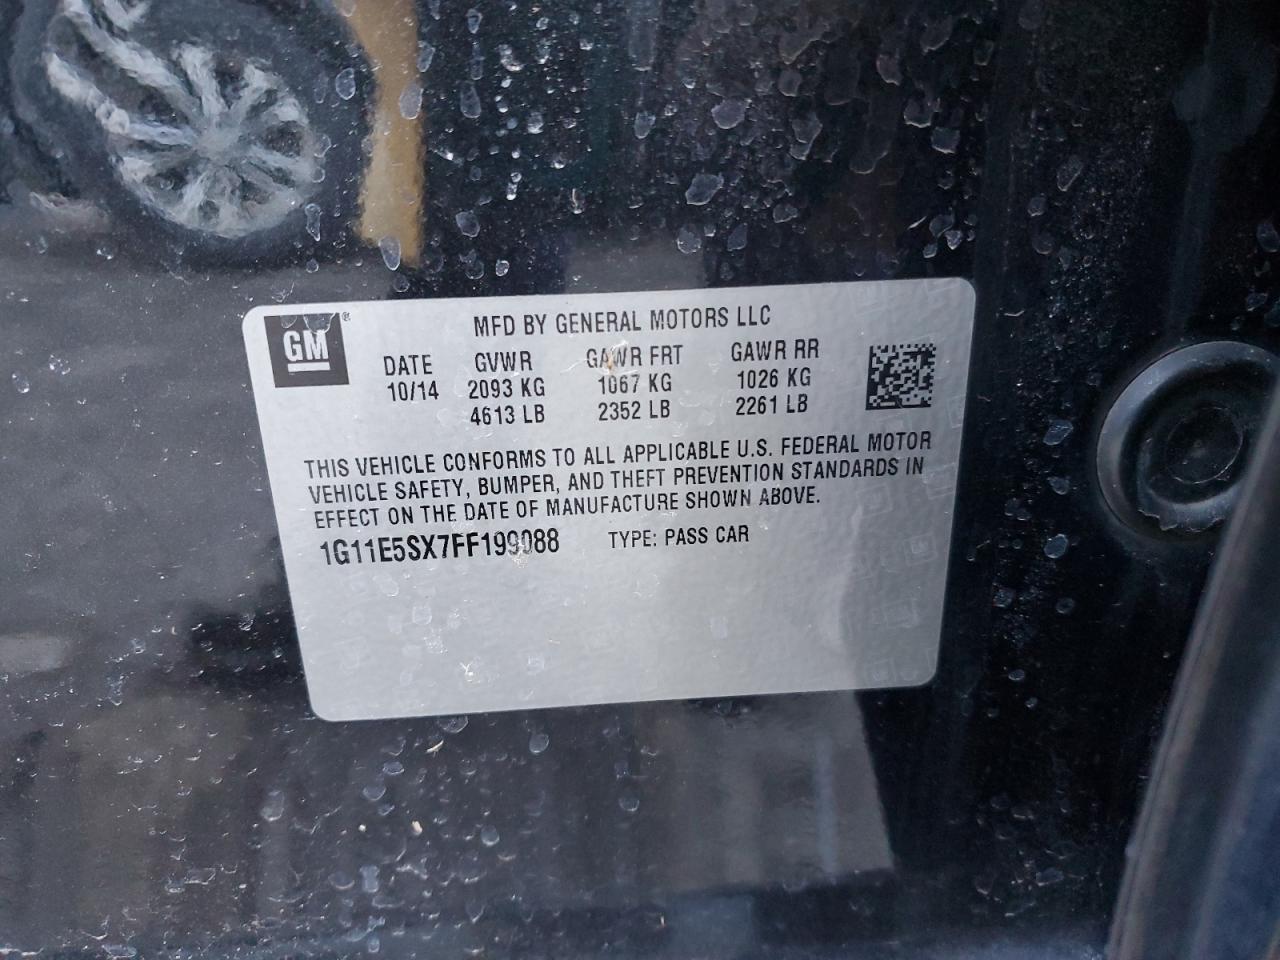 GM®
MFD BY GENERAL MOTORS LLC
DATE GVWR GAWR FRT GAWR RR
10/14 2093 KG 1067 KG 1026 KG
4613 LB 2352 LB 2261 LB
THIS VEHICLE CONFORMS TO ALL APPLICABLE U.S. FEDERAL MOTOR
VEHICLE SAFETY, BUMPER, AND THEFT PREVENTION STANDARDS IN
EFFECT ON THE DATE OF MANUFACTURE SHOWN ABOVE.
1G11E5SX7FF199088 TYPE: PASS CAR